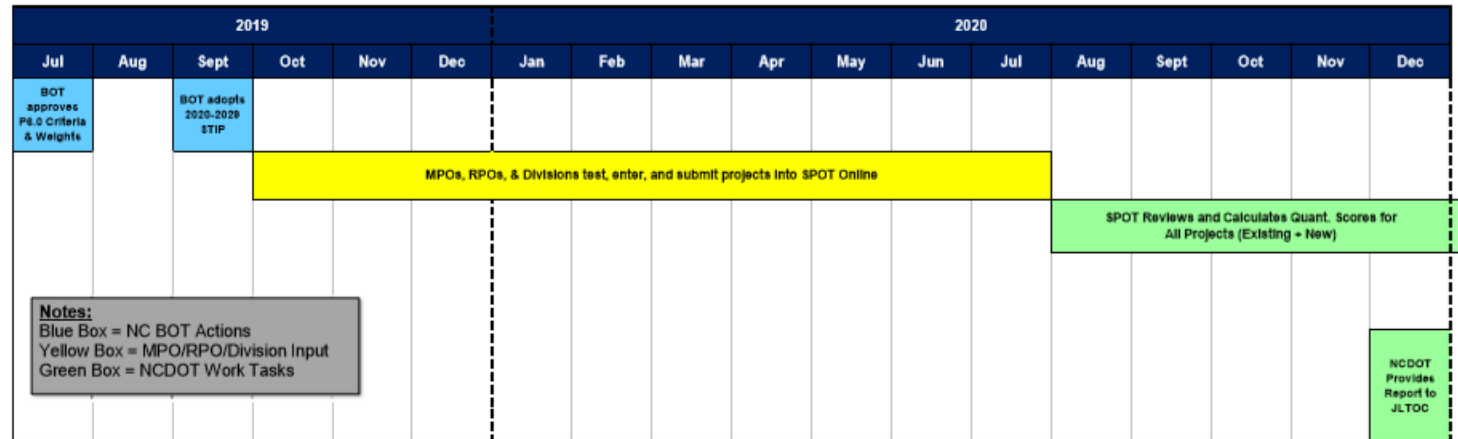 2019 2020
Jul Aug Sept Oct Nov Dec Jan Feb Mar Apr May Jun Jul Aug Sept Oct Nov Dec
BOT
approves
P6.0 Criteria
& Weights
BOT adopts
2020-2029
STIP
MPOs, RPOs, & Divisions test, enter, and submit projects into SPOT Online
SPOT Reviews and Calculates Quant. Scores for
All Projects (Existing + New)
Notes:
Blue Box = NC BOT Actions
Yellow Box = MPO/RPO/Division Input
Green Box = NCDOT Work Tasks
NCDOT
Provides
Report to
JLTOC